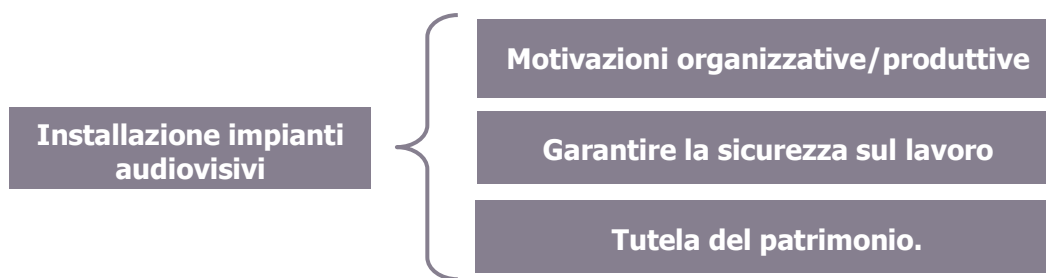 Motivazioni organizzative/produttive
Installazione impianti
audiovisivi
Garantire la sicurezza sul lavoro
Tutela del patrimonio.